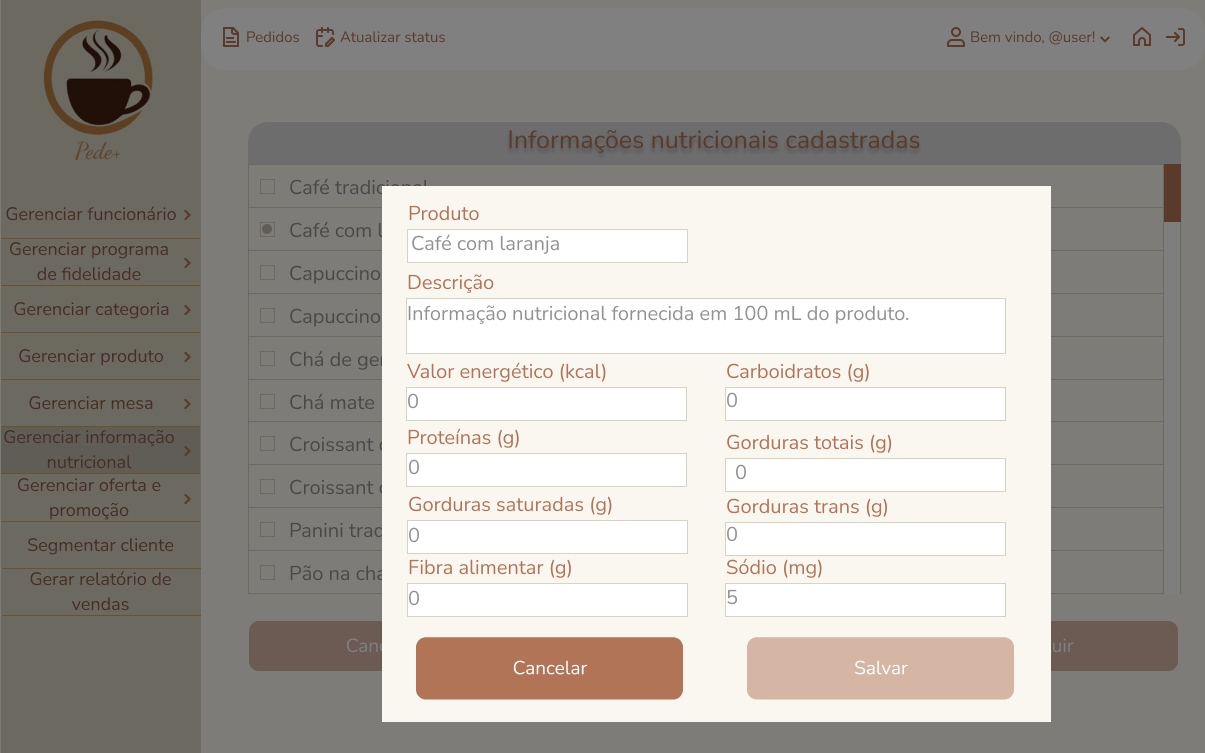 Pedidos
Atualizar status
Bem vindo, @user!
Pede+
Gerenciar funcionário
Gerenciar programa
de fidelidade
Gerenciar categoria
Gerenciar produto
Gerenciar mesa
Gerenciar informação
nutricional
Gerenciar oferta e
promoção
Segmentar cliente
Gerar relatório de
vendas
Informações nutricionais cadastradas
Café tradicional
Café com l
Capuccino
Capuccino
Chá de ge
Chá mate
Croissant
Croissant
Panini trad
Pão na cha
Produto
Café com laranja
Descrição
Informação nutricional fornecida em 100 mL do produto.
Valor energético (kcal)
0
Carboidratos (g)
0
Proteínas (g)
0
Gorduras totais (g)
0
Gorduras saturadas (g)
0
Gorduras trans (g)
0
Fibra alimentar (g)
0
Sódio (mg)
5
Cancelar
Salvar
Canc
uir